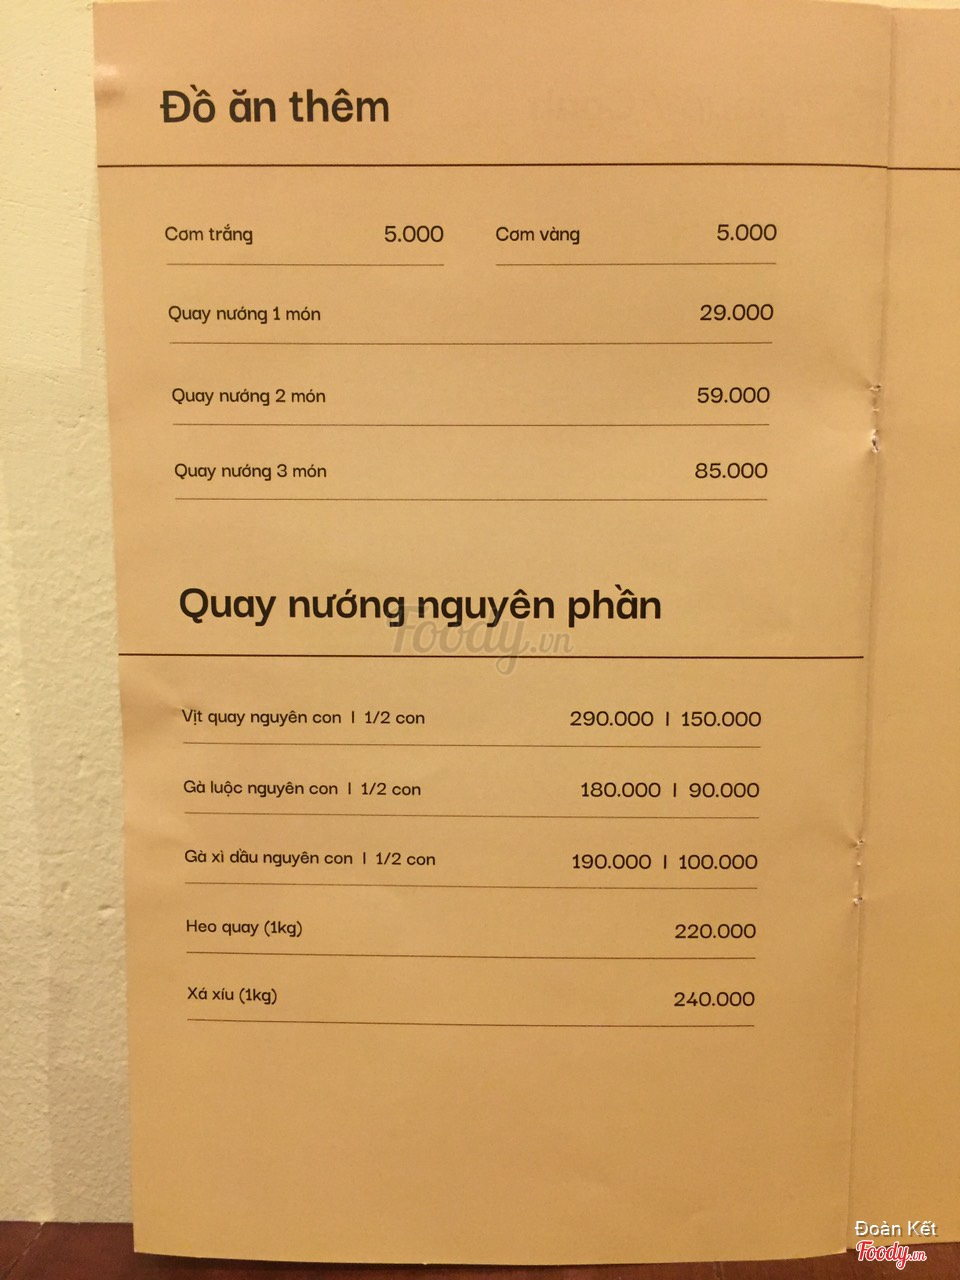 Đồ ăn thêm
Cơm trắng 5.000 Cơm vàng 5.000
Quay nướng 1 món 29.000
Quay nướng 2 món 59.000
Quay nướng 3 món 85.000
Quay nướng nguyên phần
Foody.vn
Vịt quay nguyên con | 1/2 con 290.000 | 150.000
Gà luộc nguyên con | 1/2 con 180.000 | 90.000
Gà xì dầu nguyên con | 1/2 con 190.000 | 100.000
Heo quay (1kg) 220.000
Xá xíu (1kg) 240.000
Đoàn Kết
Foody.vn